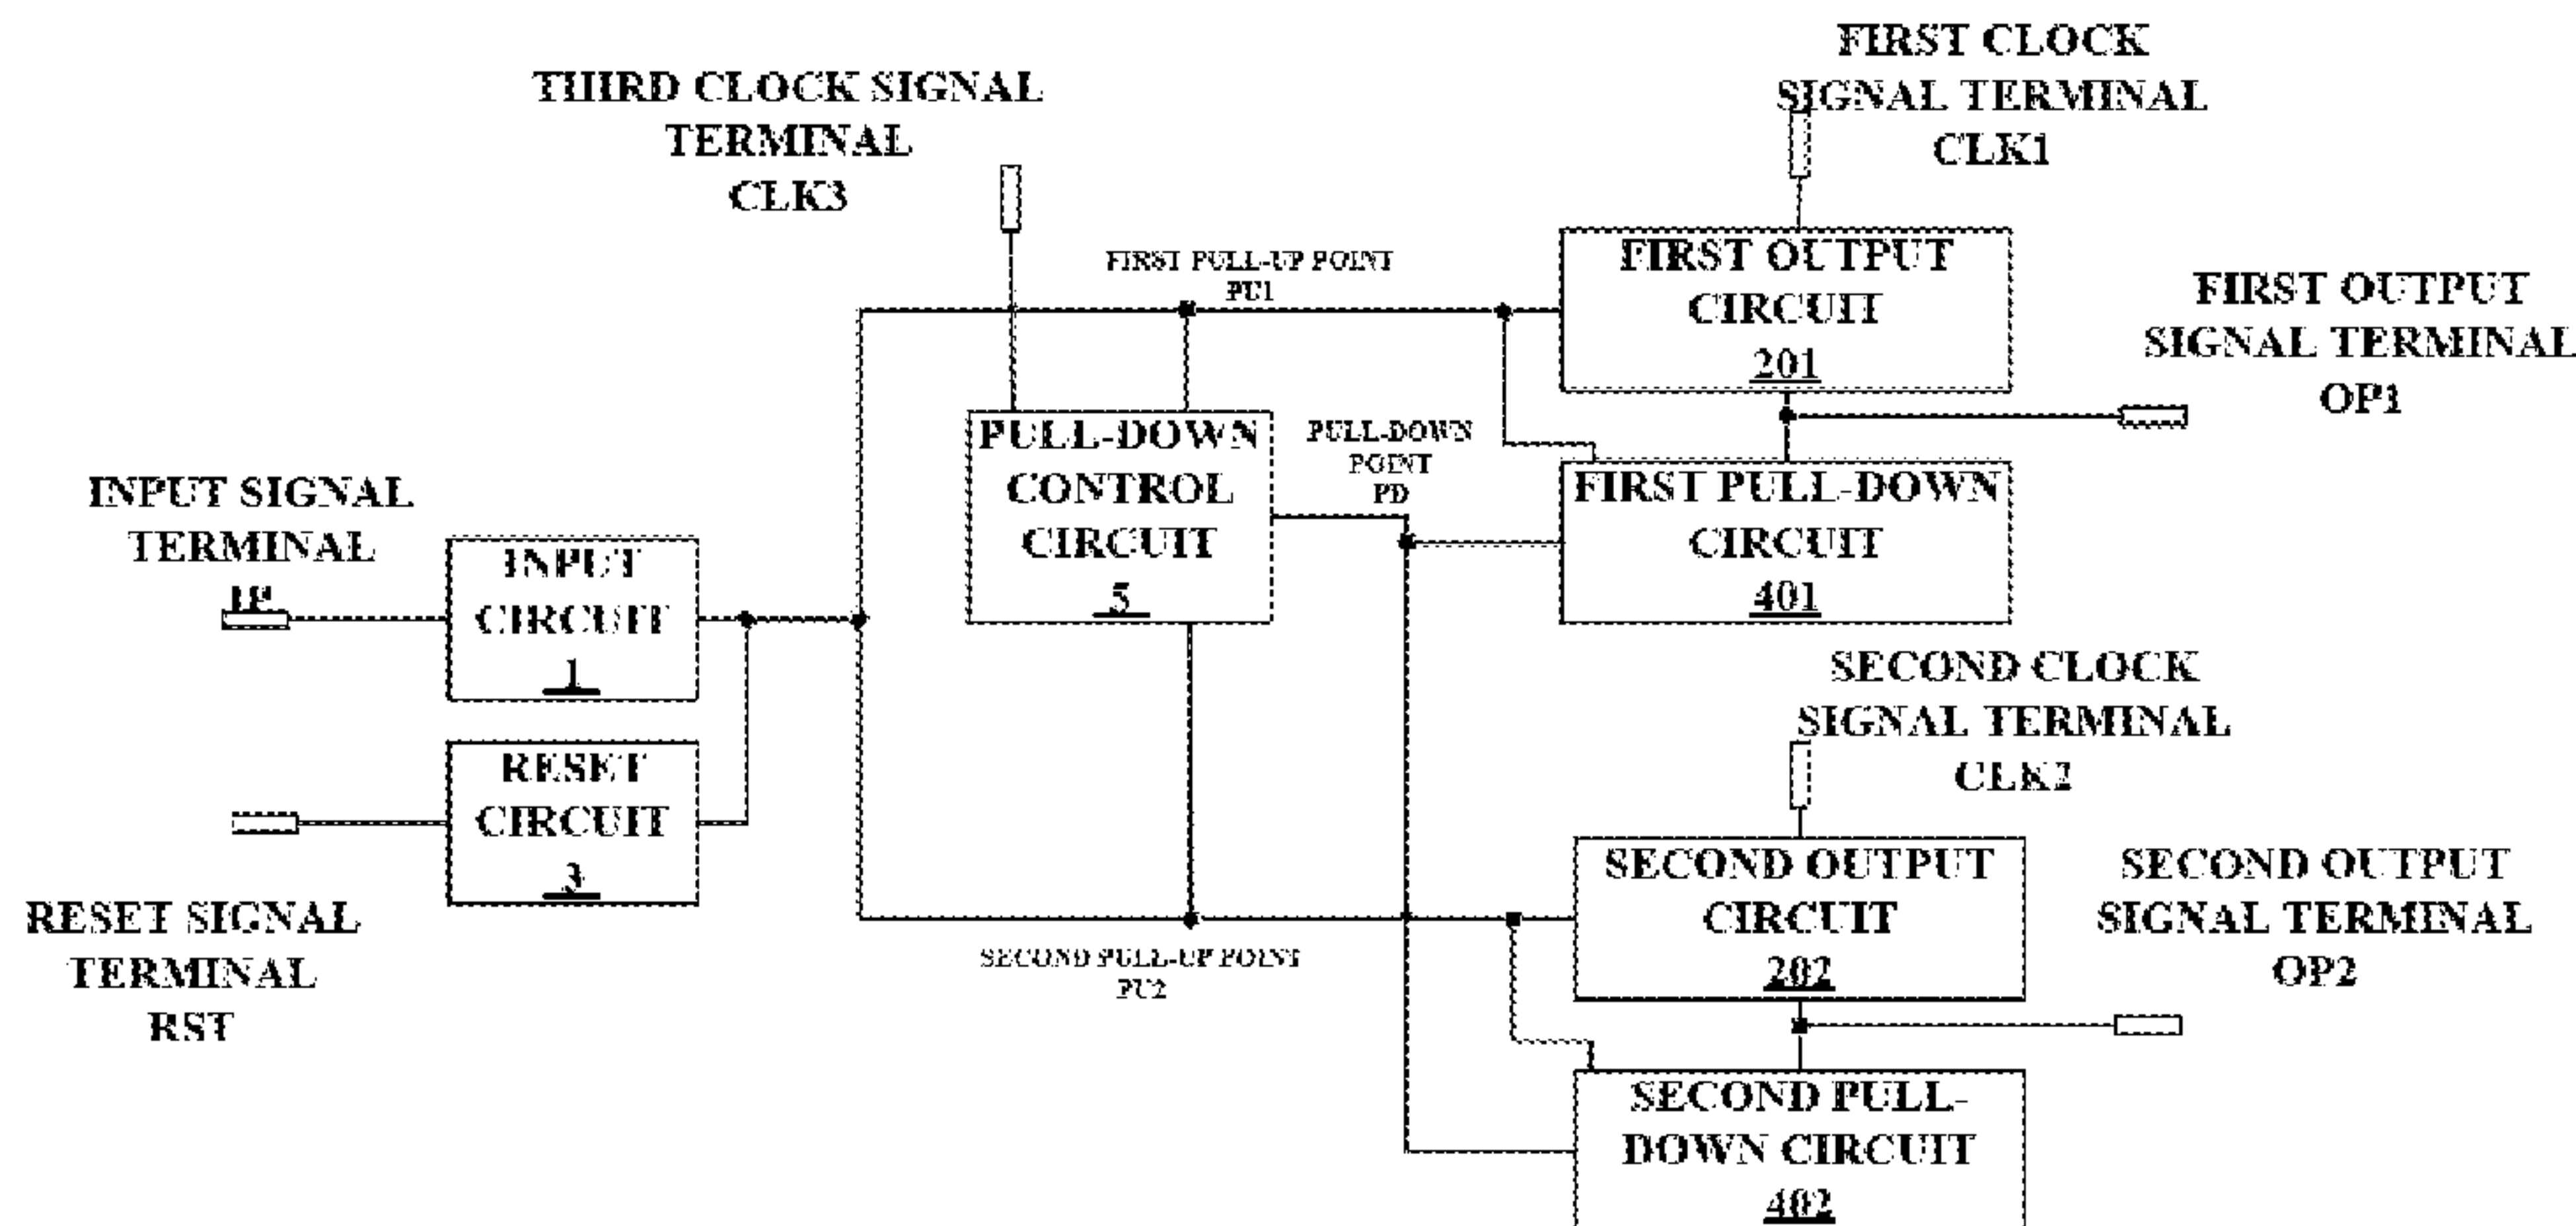 FIRST CLOCK
SIGNAL TERMINAL
CLK1
THIRD CLOCK SIGNAL
TERMINAL
CLK3
FIRST PULL-UP POINT
PU1
FIRST OUTPUT
CIRCUIT
201
FIRST OUTPUT
SIGNAL TERMINAL
OP1
PULL-DOWN
CONTROL
CIRCUIT
5
PULL-DOWN
POINT
PD
FIRST PULL-DOWN
CIRCUIT
401
INPUT SIGNAL
TERMINAL
IP
INPUT
CIRCUIT
1
SECOND CLOCK
SIGNAL TERMINAL
CLK2
RESET
CIRCUIT
3
RESET SIGNAL
TERMINAL
RST
SECOND PULL-UP POINT
PU2
SECOND OUTPUT
CIRCUIT
202
SECOND OUTPUT
SIGNAL TERMINAL
OP2
SECOND PULL-
DOWN CIRCUIT
402